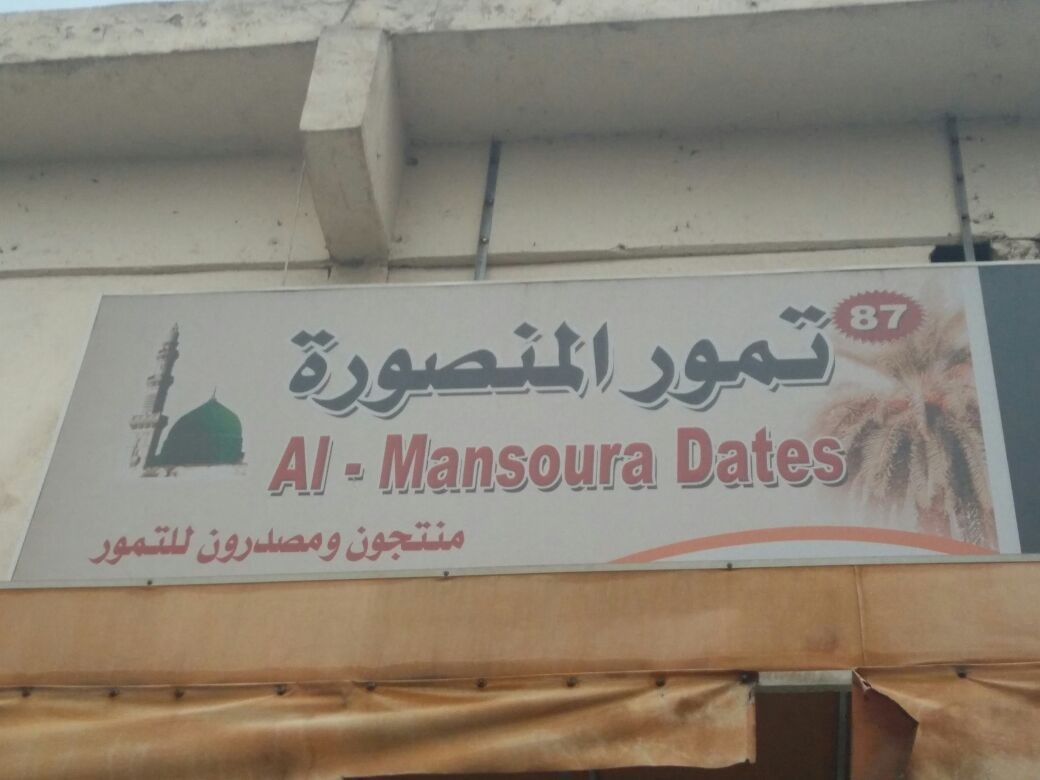 87
تمور المنصورة
Al - Mansoura Dates
منتجون ومصدرون للتمور